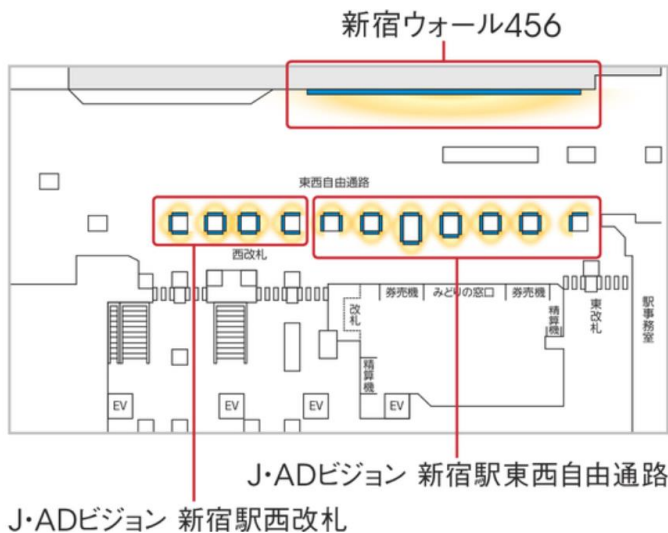 新宿ウォール456
東西自由通路
西改札
券売機
みどりの窓口
券売機
改札
精算機
東改札
駅事務室
精算機
EV
EV
EV
EV
J・ADビジョン 新宿駅東西自由通路
J・ADビジョン 新宿駅西改札